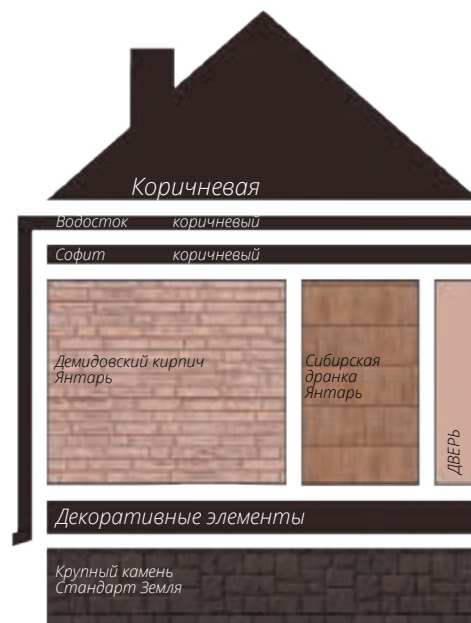 Коричневая
Водосток коричневый
Софит коричневый
Демидовский кирпич
Янтарь
Сибирская
дранка
Янтарь
ДВЕРЬ
Декоративные элементы
Крупный камень
Стандарт Земля